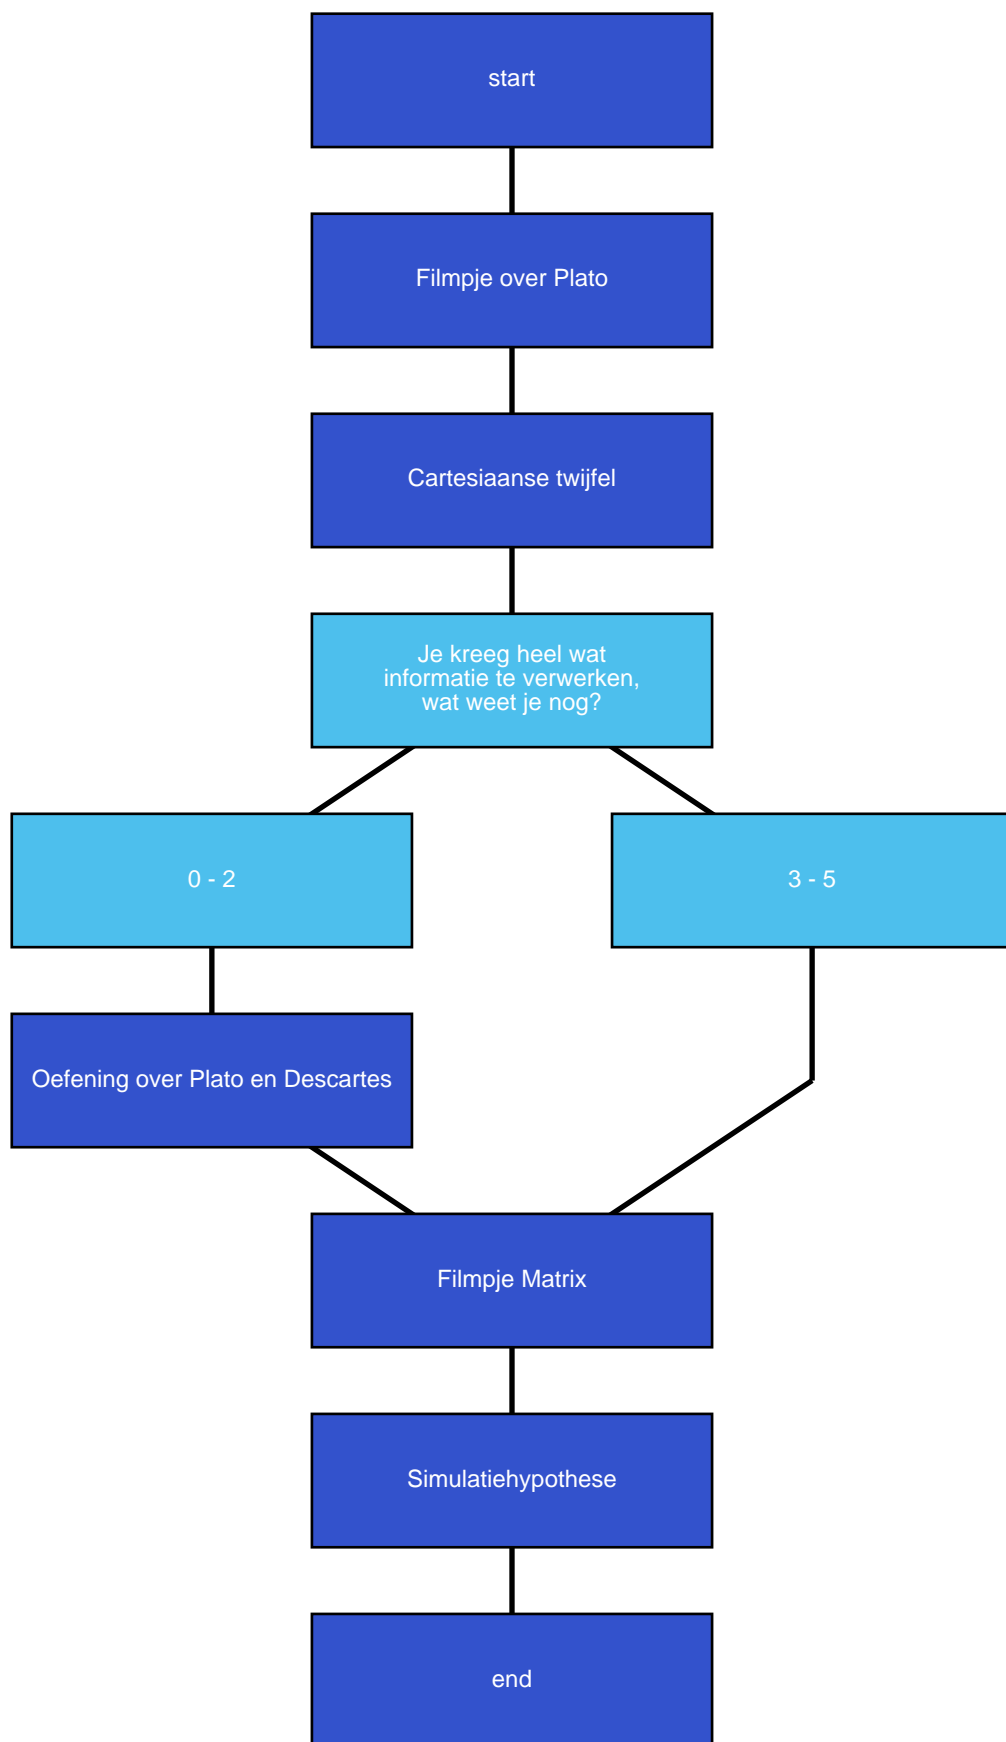 start
Filmpje over Plato
Cartesiaanse twijfel
Je kreeg heel wat
informatie te verwerken,
wat weet je nog?
0 - 2
3 - 5
Oefening over Plato en Descartes
Filmpje Matrix
Simulatiehypothese
end